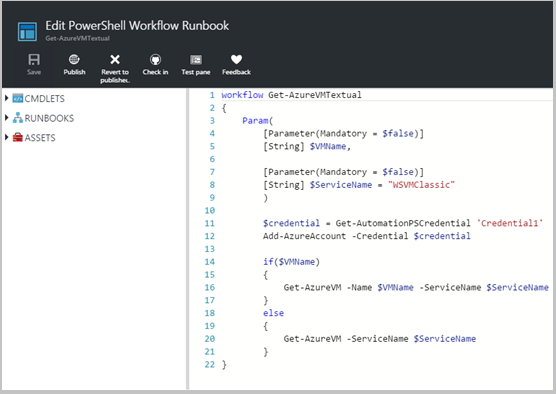 Edit PowerShell Workflow Runbook
Get-AzureVMTextual
Save
Publish
Revert to
publishe..
Check in
Test pane
Feedback
CMDLETS
RUNBOOKS
ASSETS
1 workflow Get-AzureVMTextual
2 {
3 Param(
4 [Parameter(Mandatory = $false)]
5 [String] $VMName,
6
7 [Parameter(Mandatory = $false)]
8 [String] $ServiceName = "WSVMClassic"
9 )
10
11 $credential = Get-AutomationPSCredential 'Credential1'
12 Add-AzureAccount -Credential $credential
13
14 if($VMName)
15 {
16 Get-AzureVM -Name $VMName -ServiceName $ServiceName
17 }
18 else
19 {
20 Get-AzureVM -ServiceName $ServiceName
21 }
22 }